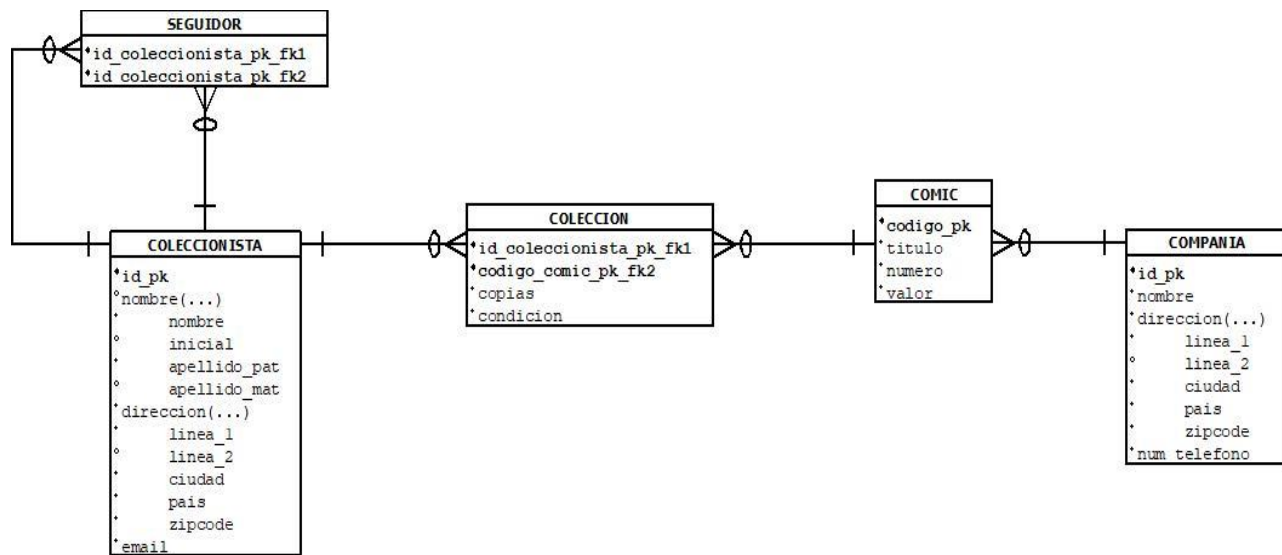 SEGUIDOR
*id_coleccionista_pk_fk1
*id_coleccionista_pk_fk2
COLECCIONISTA
*id_pk
°nombre(...)
*nombre
°inicial
*apellido_pat
°apellido_mat
*direccion(...)
*linea_1
°linea_2
*ciudad
*pais
*zipcode
*email
COLECCION
*id_coleccionista_pk_fk1
*codigo_comic_pk_fk2
*copias
*condicion
COMIC
*codigo_pk
*titulo
*numero
*valor
COMPANIA
*id_pk
*nombre
*direccion(...)
*linea_1
°linea_2
*ciudad
*pais
*zipcode
*num_telefono